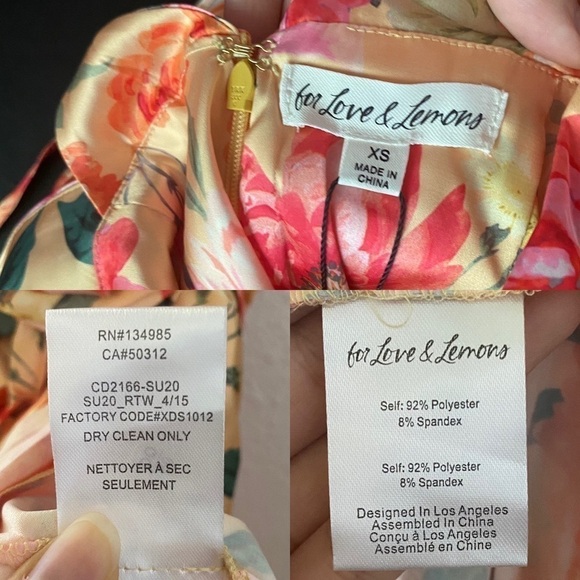 for Love & Lemons
XS
MADE IN
CHINA
RN#134985
CA#50312
CD2166-SU20
SU20_RTW_4/15
FACTORY CODE#XDS1012
DRY CLEAN ONLY
NETTOYER À SEC
SEULEMENT
for Love & Lemons
Self: 92% Polyester
8% Spandex
Self: 92% Polyester
8% Spandex
Designed In Los Angeles
Assembled In China
Conçu à Los Angeles
Assemblé en Chine